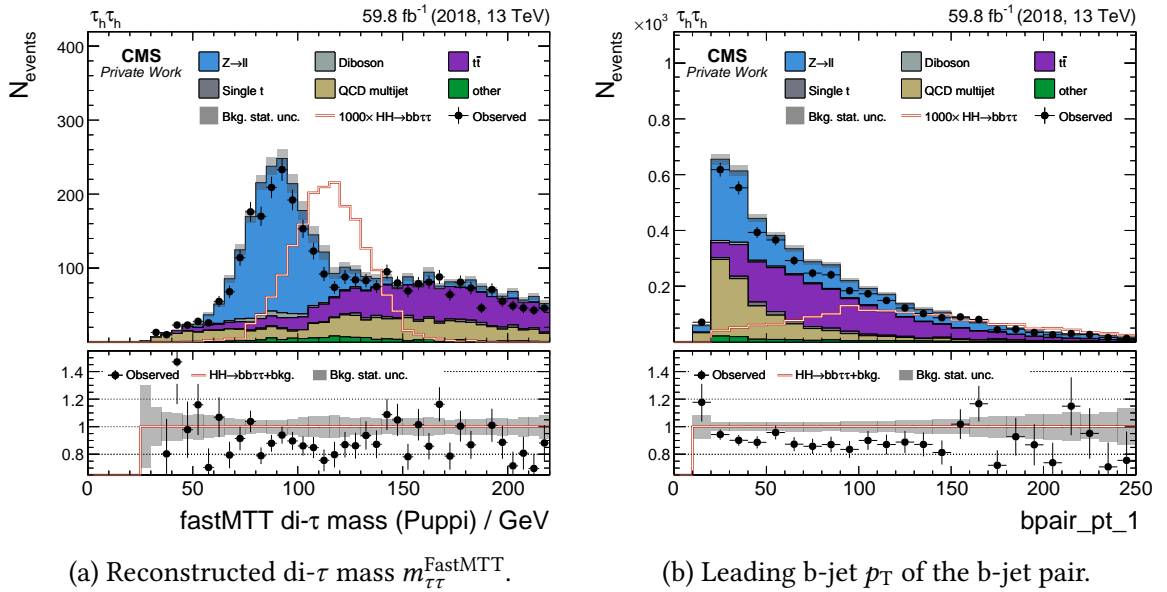 τhτh 59.8 fb⁻¹ (2018, 13 TeV)
Nevents
400
300
200
100
CMS
Private Work
Z→ll Diboson tt̄
Single t QCD multijet other
Bkg. stat. unc. 1000× HH→bbττ Observed
Observed HH→bbττ+bkg. Bkg. stat. unc.
1.4
1.2
1.0
0.8
0 50 100 150 200
fastMTT di-τ mass (Puppi) / GeV
(a) Reconstructed di-τ mass mττFastMTT.
τhτh 59.8 fb⁻¹ (2018, 13 TeV)
×10³
Nevents
1.0
0.8
0.6
0.4
0.2
CMS
Private Work
Z→ll Diboson tt̄
Single t QCD multijet other
Bkg. stat. unc. 1000× HH→bbττ Observed
Observed HH→bbττ+bkg. Bkg. stat. unc.
1.4
1.2
1.0
0.8
0 50 100 150 200 250
bpair_pt_1
(b) Leading b-jet pT of the b-jet pair.